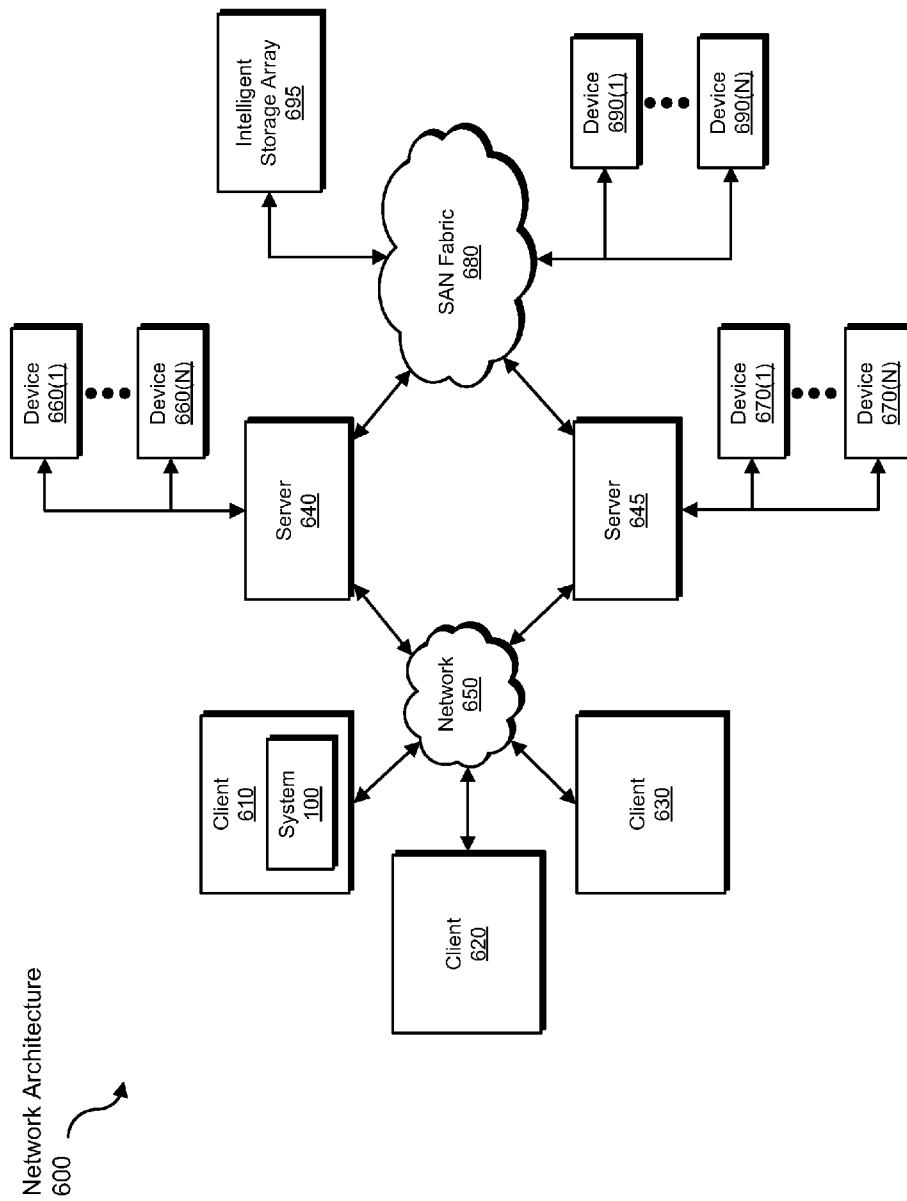 Network Architecture
600
Client
610
System
100
Client
620
Client
630
Network
650
Server
640
Server
645
Device
660(1)
Device
660(N)
Device
670(1)
Device
670(N)
SAN Fabric
680
Intelligent
Storage Array
695
Device
690(1)
Device
690(N)